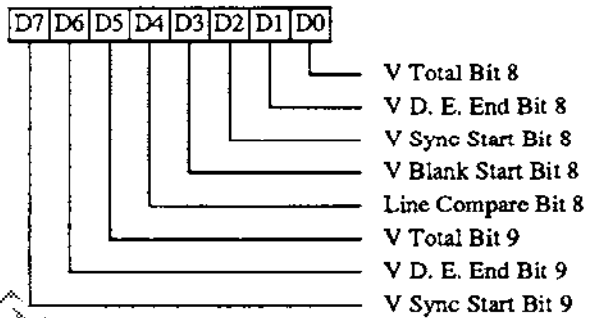 D7 D6 D5 D4 D3 D2 D1 D0
V Total Bit 8
V D. E. End Bit 8
V Sync Start Bit 8
V Blank Start Bit 8
Line Compare Bit 8
V Total Bit 9
V D. E. End Bit 9
V Sync Start Bit 9